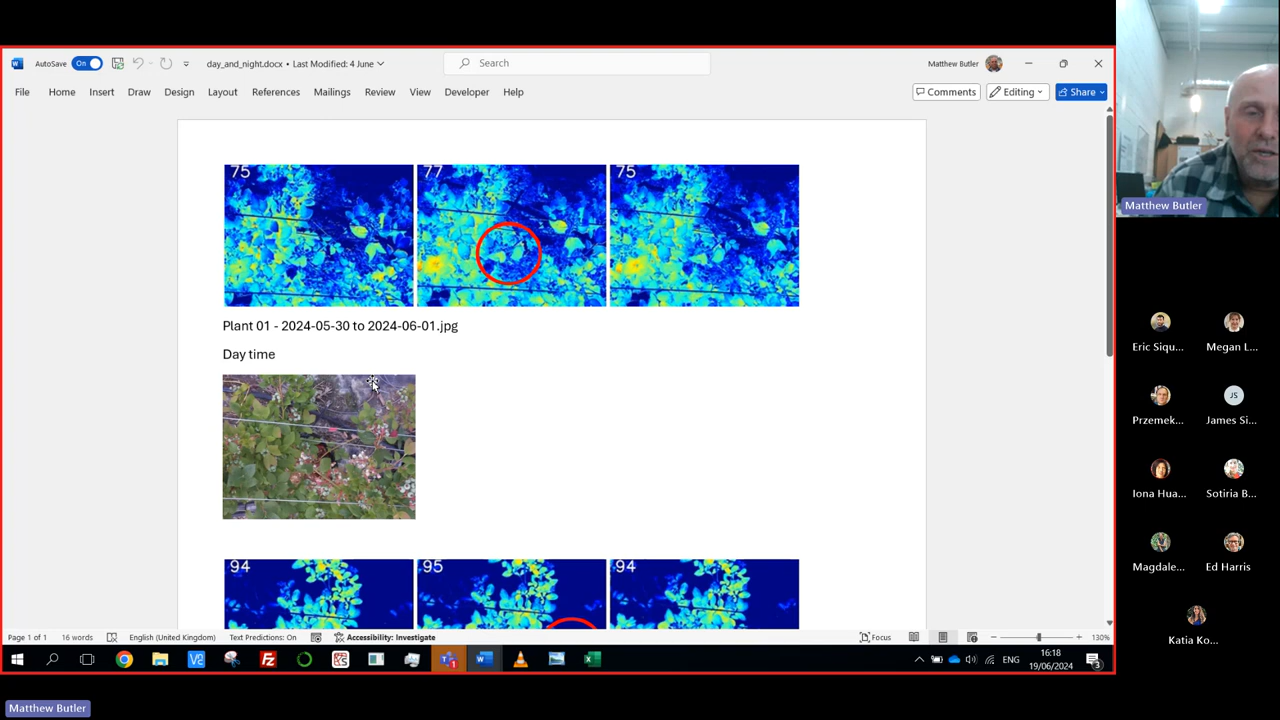 AutoSave On day_and_night.docx • Last Modified: 4 June Search Matthew Butler
File Home Insert Draw Design Layout References Mailings Review View Developer Help Comments Editing Share
75 77 75
Plant 01 - 2024-05-30 to 2024-06-01.jpg
Day time
94 95 94
Page 1 of 1 16 words English (United Kingdom) Text Predictions: On Accessibility: Investigate Focus 130%
ENG 16:18
19/06/2024
3
1
Matthew Butler
Eric Siqu... Megan L...
JS
Przemek... James Si...
Iona Hua... Sotiria B...
Magdale... Ed Harris
Katia Ko...
Matthew Butler